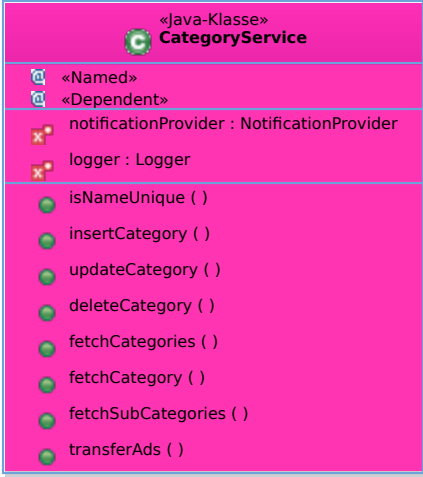 «Java-Klasse»
CategoryService
«Named»
«Dependent»
notificationProvider : NotificationProvider
logger : Logger
isNameUnique ( )
insertCategory ( )
updateCategory ( )
deleteCategory ( )
fetchCategories ( )
fetchCategory ( )
fetchSubCategories ( )
transferAds ( )